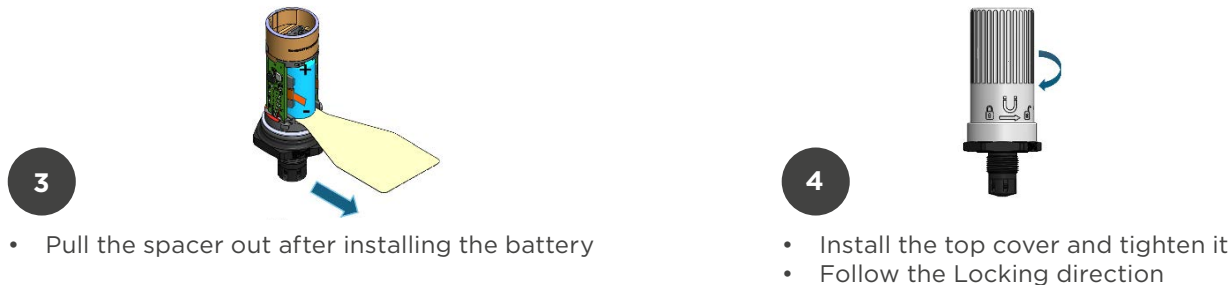 +
-
3
• Pull the spacer out after installing the battery
4
• Install the top cover and tighten it
• Follow the Locking direction